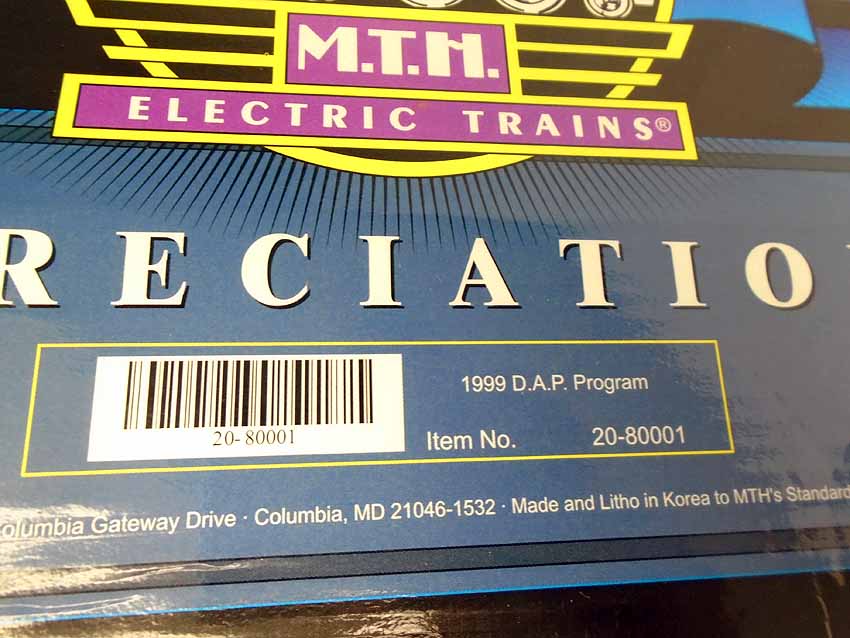 M.T.H.
ELECTRIC TRAINS®
RECIATIO
1999 D.A.P. Program
20-80001
Item No. 20-80001
olumbia Gateway Drive · Columbia, MD 21046-1532 · Made and Litho in Korea to MTH's Standard